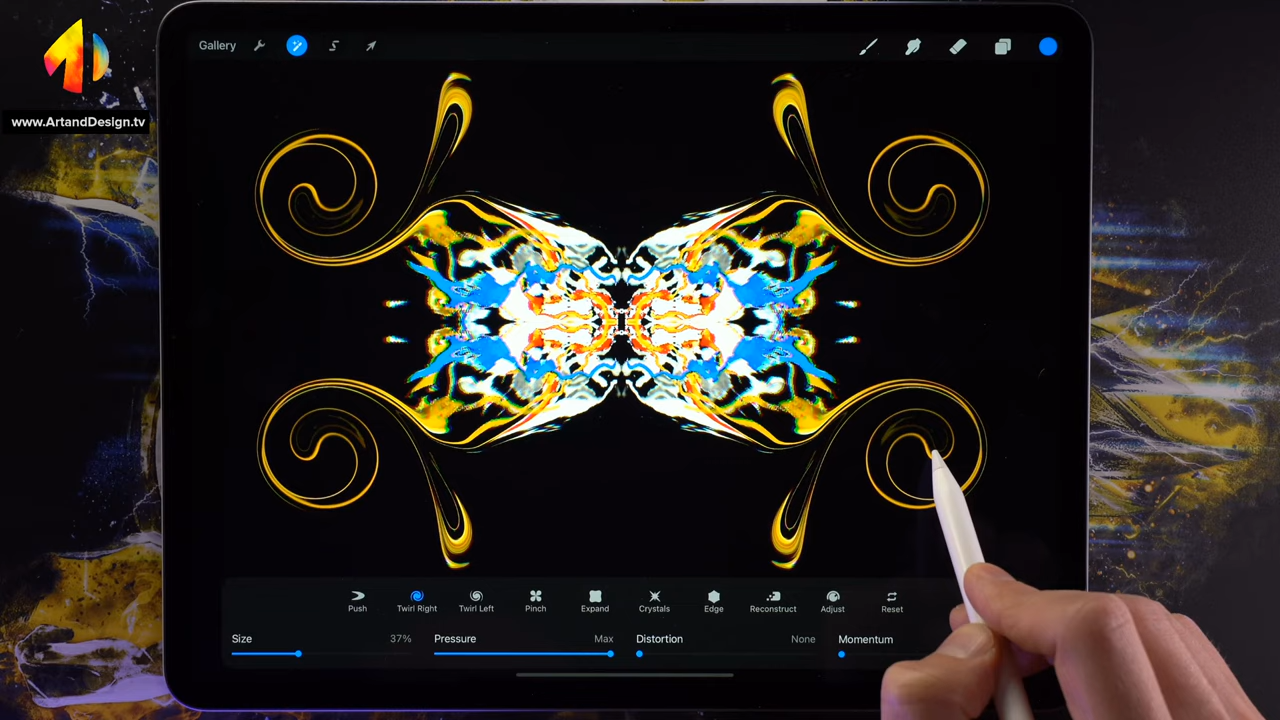 www.ArtandDesign.tv
Gallery
Push
Twirl Right
Twirl Left
Pinch
Expand
Crystals
Edge
Reconstruct
Adjust
Reset
Size 37%
Pressure Max
Distortion None
Momentum